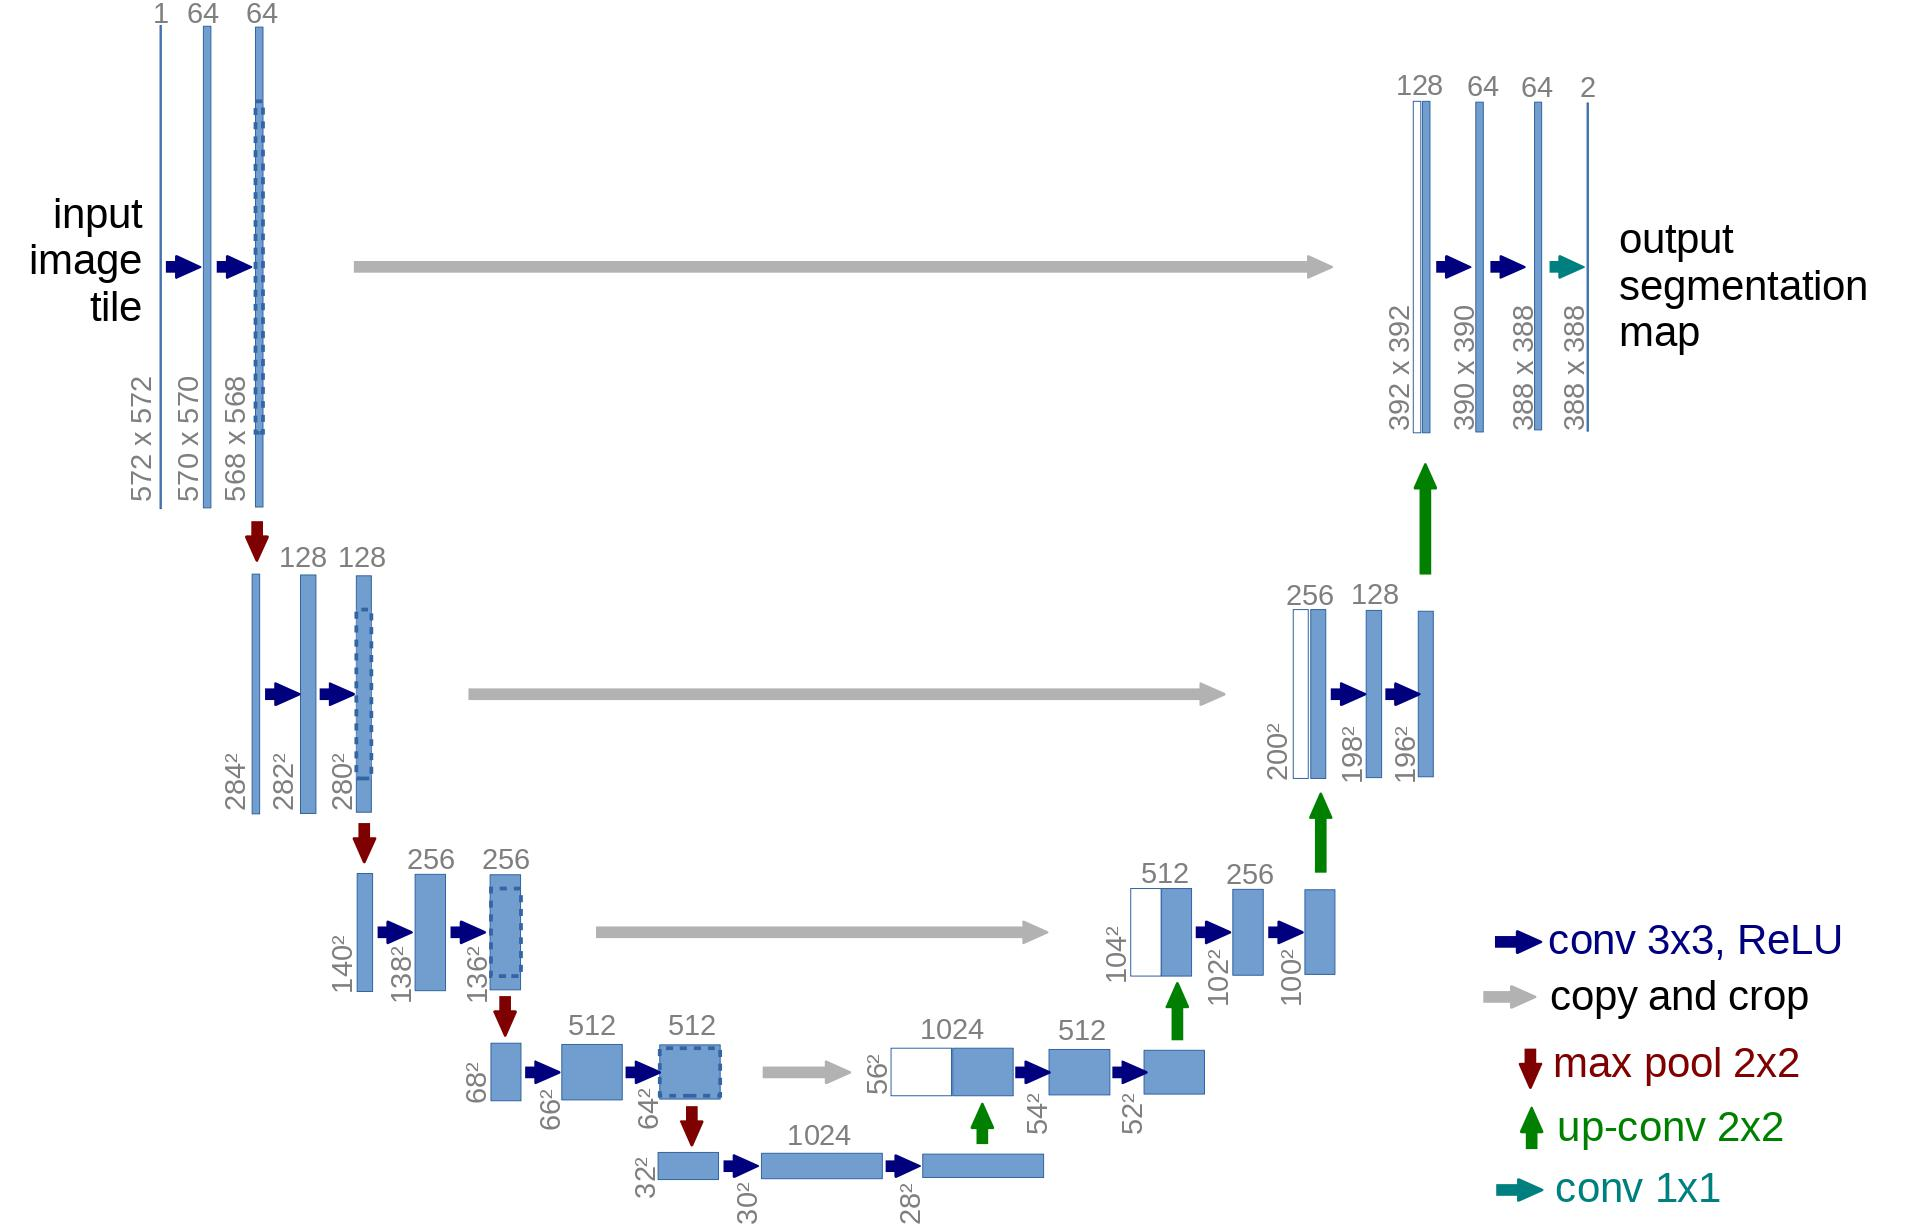 1 64 64
input
image
tile
572 x 572
570 x 570
568 x 568
128 64 64 2
392 x 392
390 x 390
388 x 388
388 x 388
output
segmentation
map
128 128
284²
282²
280²
256 128
200²
198²
196²
256 256
140²
138²
136²
512 256
104²
102²
100²
512 512
68²
66²
64²
1024 512
56²
54²
52²
1024
32²
30²
28²
conv 3x3, ReLU
copy and crop
max pool 2x2
up-conv 2x2
conv 1x1